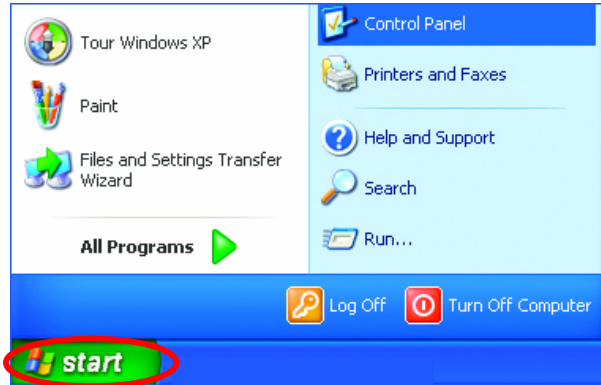 Tour Windows XP
Paint
Files and Settings Transfer
Wizard
All Programs
Control Panel
Printers and Faxes
Help and Support
Search
Run...
Log Off
Turn Off Computer
start